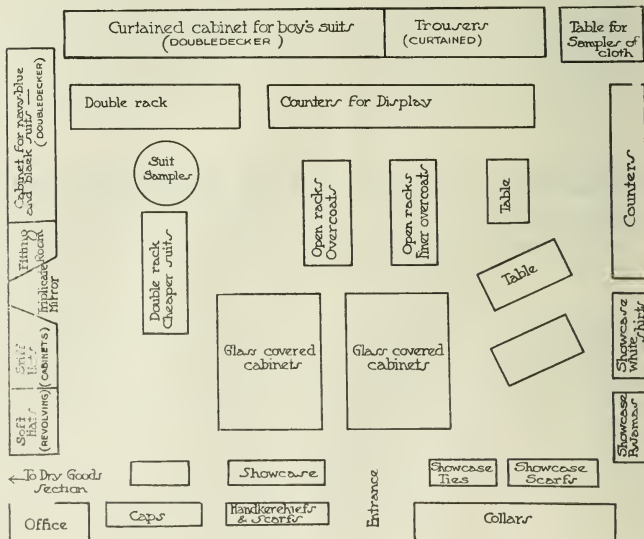 Curtained cabinet for boy's suits
(DOUBLEDECKER)
Trousers
(CURTAINED)
Table for
Samples of
cloth
Cabinet for navy-blue
and black suits —
(DOUBLEDECKER)
Double rack
Counters for Display
Suit
Samples
Open racks
Overcoats
Open racks
finer overcoats
Table
Counters
Fitting
Room
Triplicate
Mirror
Double rack
Cheaper suits
Table
Glass covered
cabinets
Glass covered
cabinets
Showcase
White
Shirts
Stiff
Hats
(CABINETS)
Soft
Hats
(REVOLVING)
Showcase
Pajamas
←To Dry Goods
Section
Showcase
Entrance
Showcase
Ties
Showcase
Scarfs
Office
Caps
Handkerchiefs
& Scarfs
Collars